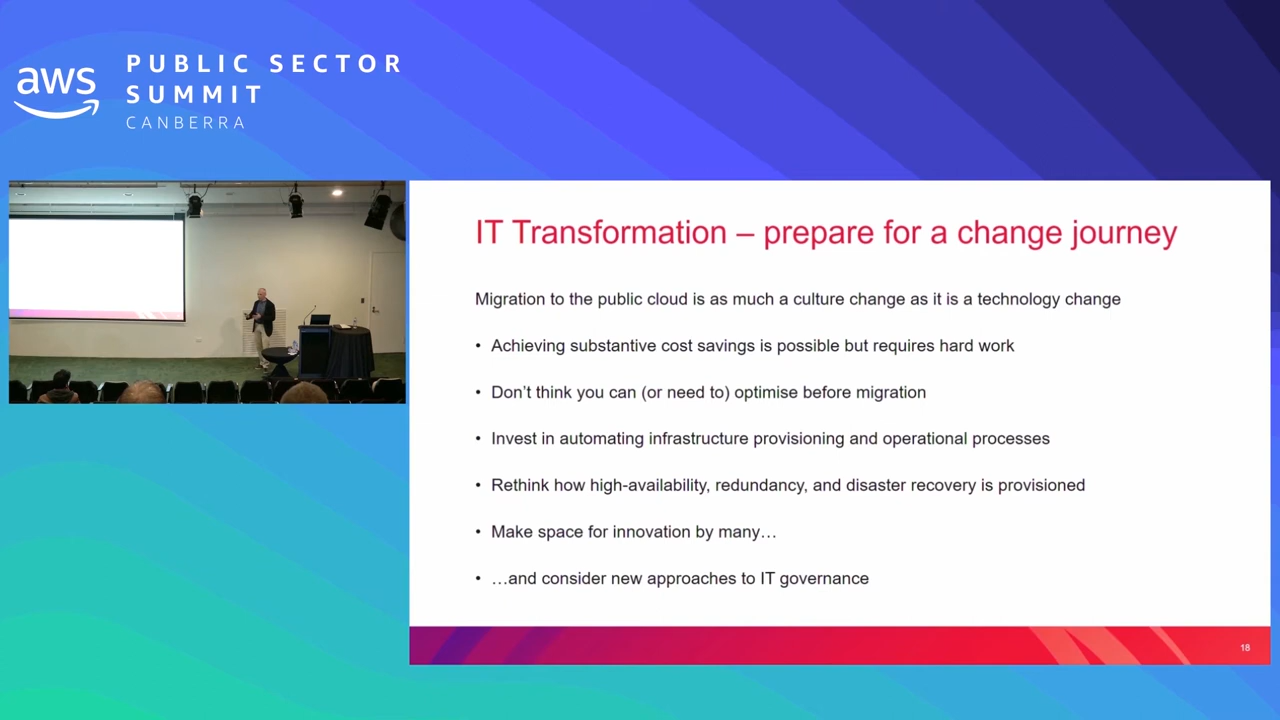 aws
PUBLIC SECTOR
SUMMIT
CANBERRA
IT Transformation – prepare for a change journey
Migration to the public cloud is as much a culture change as it is a technology change
• Achieving substantive cost savings is possible but requires hard work
• Don’t think you can (or need to) optimise before migration
• Invest in automating infrastructure provisioning and operational processes
• Rethink how high-availability, redundancy, and disaster recovery is provisioned
• Make space for innovation by many…
• …and consider new approaches to IT governance
18